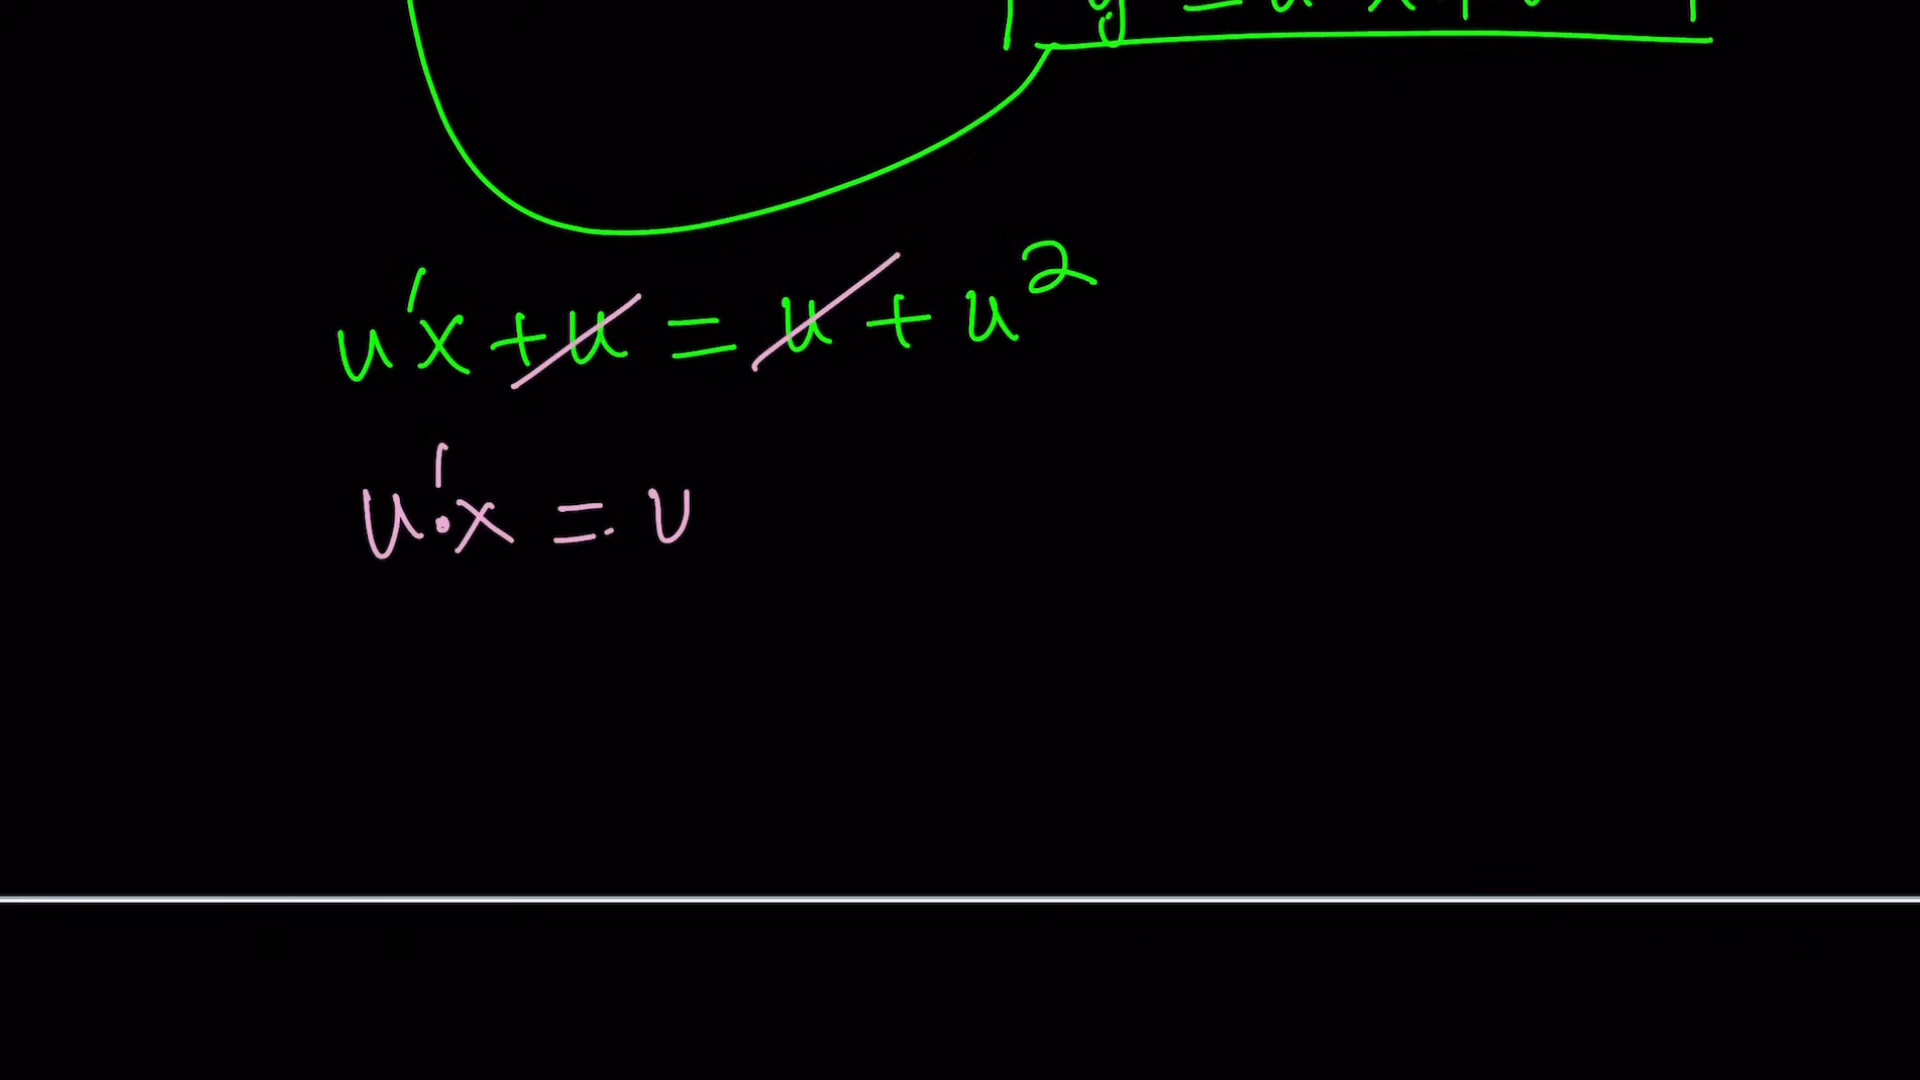 u'x + u = u + u²
u'·x = u